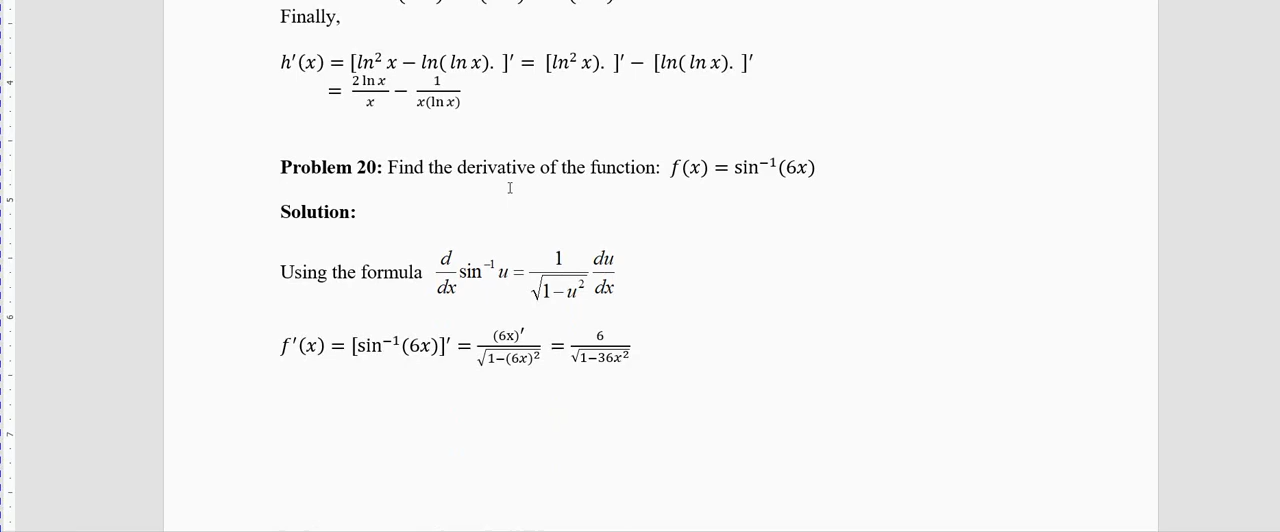 Finally,
h′(x) = [ln² x − ln( ln x). ]′ = [ln² x). ]′ − [ln( ln x). ]′
= 2 ln x / x − 1 / x(ln x)
Problem 20: Find the derivative of the function: f(x) = sin⁻¹(6x)
Solution:
Using the formula d/dx sin⁻¹ u = 1/√(1−u²) du/dx
f′(x) = [sin⁻¹(6x)]′ = (6x)′/√(1−(6x)²) = 6/√(1−36x²)